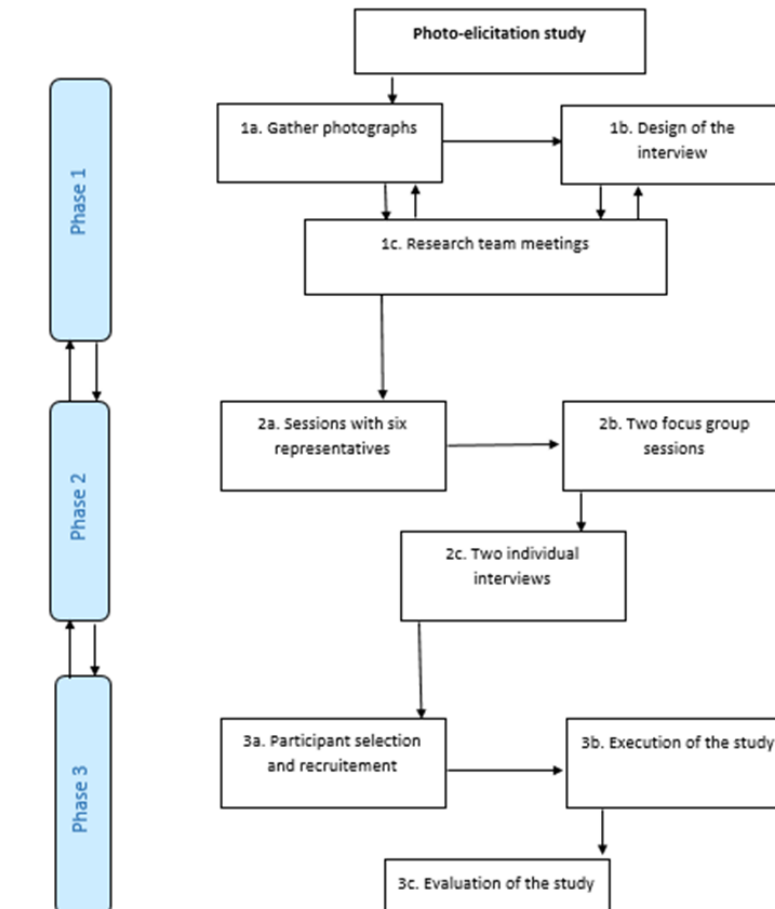 Photo-elicitation study
Phase 1
1a. Gather photographs
1b. Design of the
interview
1c. Research team meetings
Phase 2
2a. Sessions with six
representatives
2b. Two focus group
sessions
2c. Two individual
interviews
Phase 3
3a. Participant selection
and recruitement
3b. Execution of the study
3c. Evaluation of the study